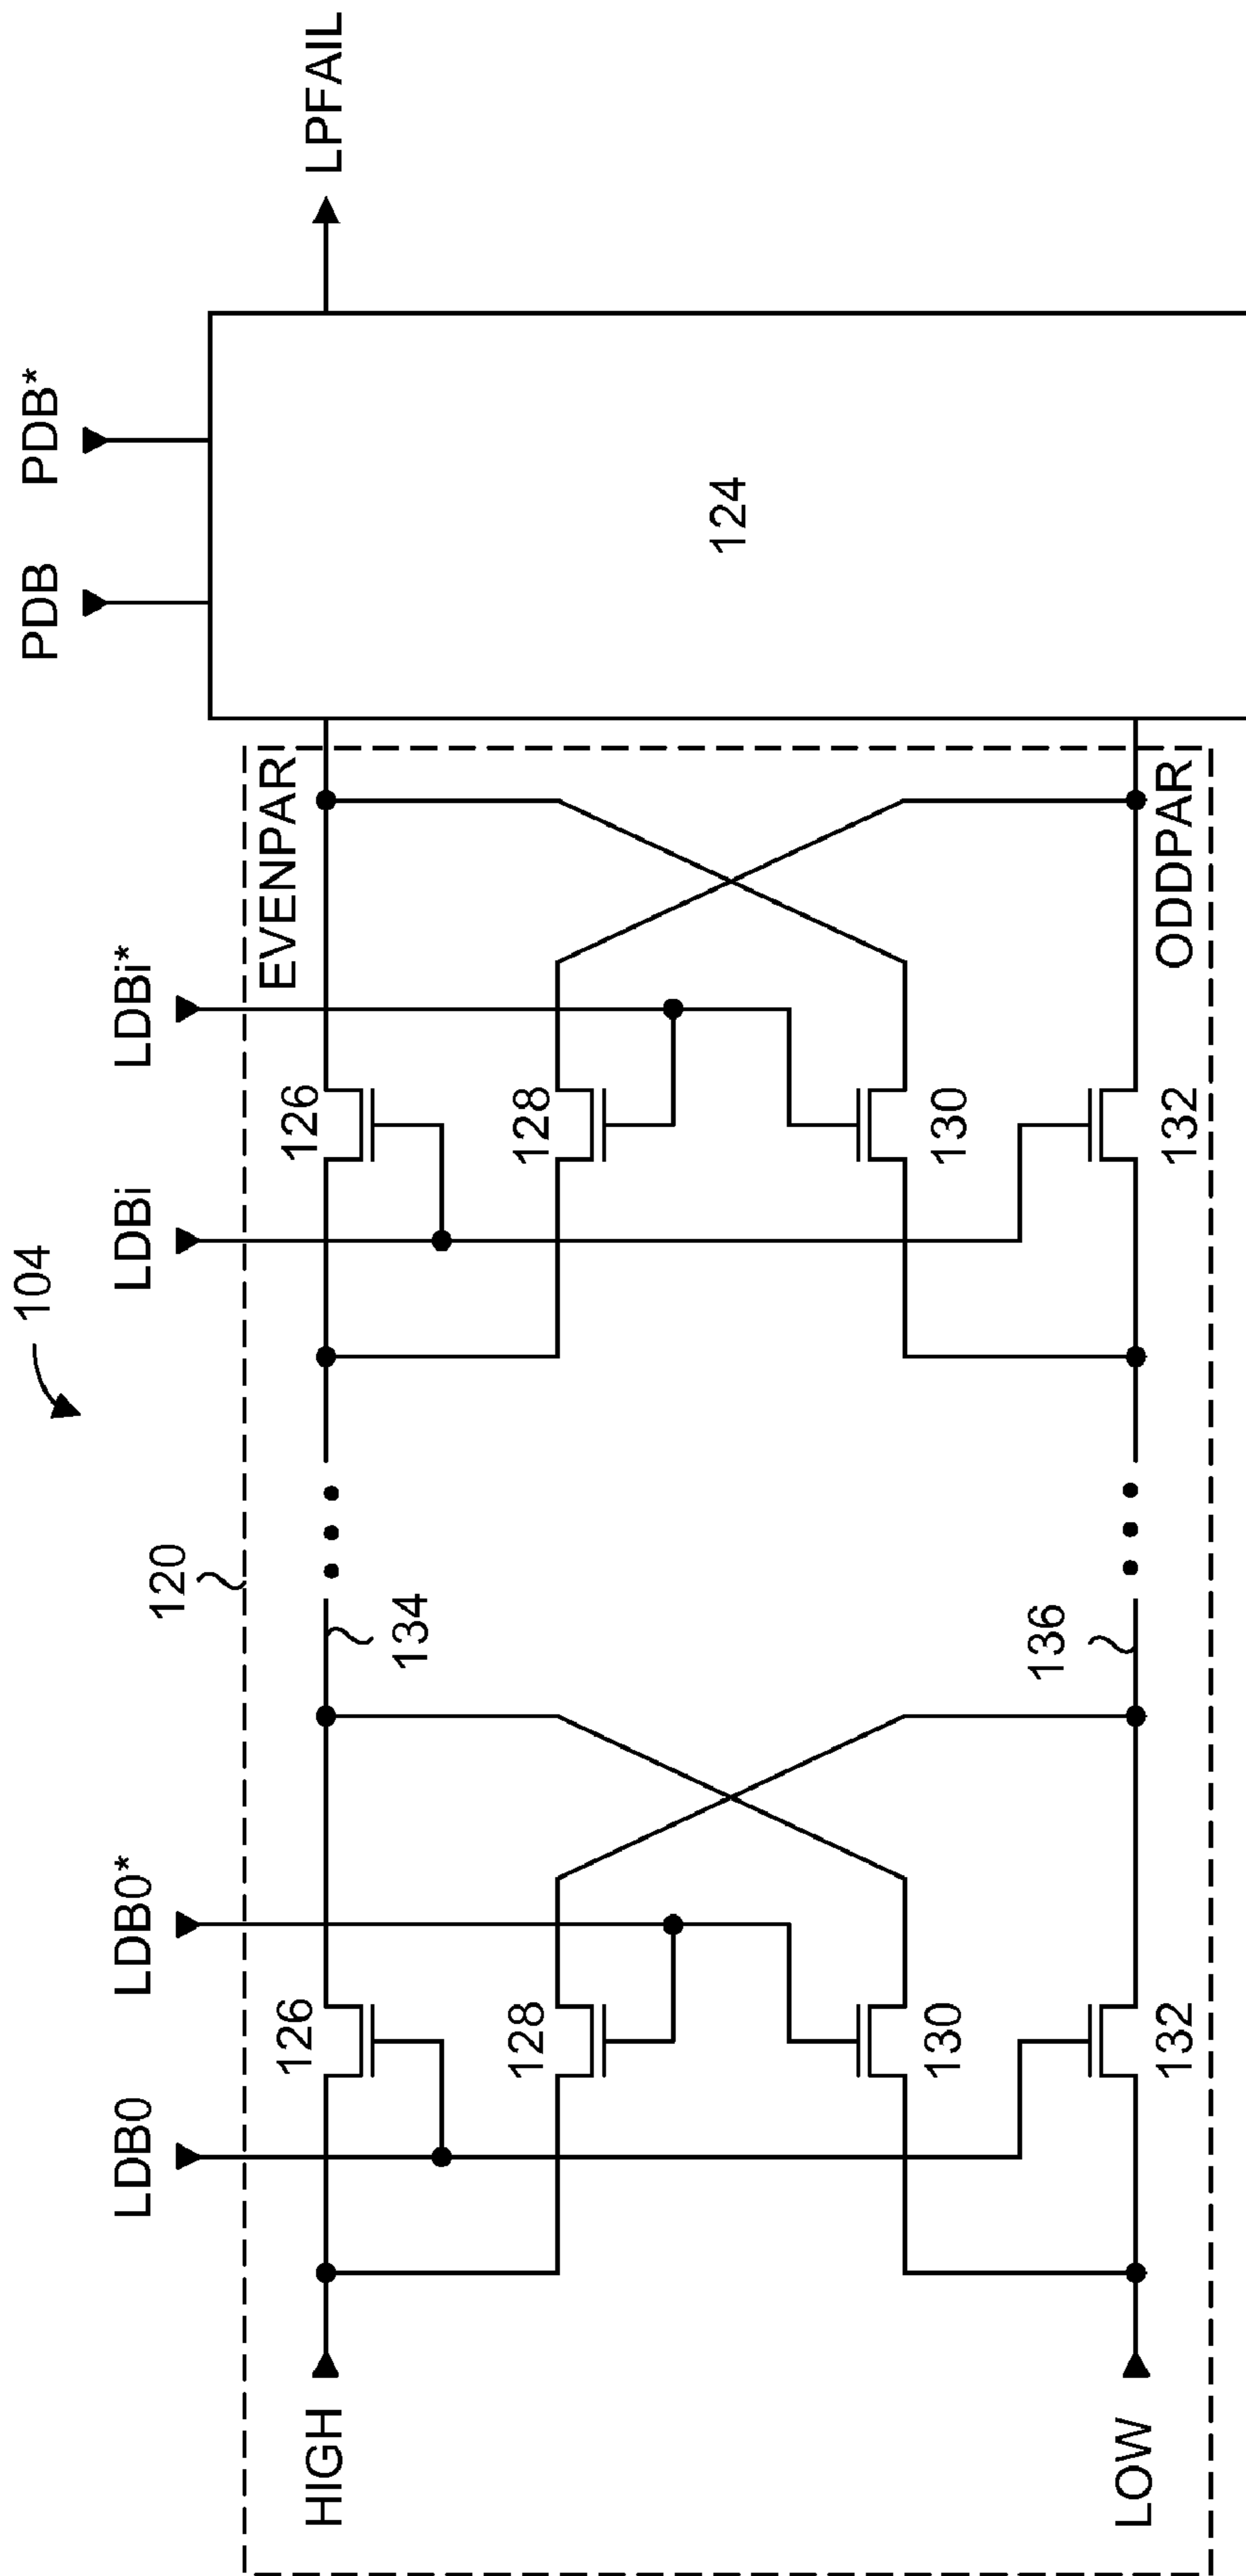 104
120
LDB0
LDB0*
LDBi
LDBi*
PDB
PDB*
HIGH
126
134
126
EVENPAR
LPFAIL
128
128
124
130
136
130
LOW
132
132
ODDPAR